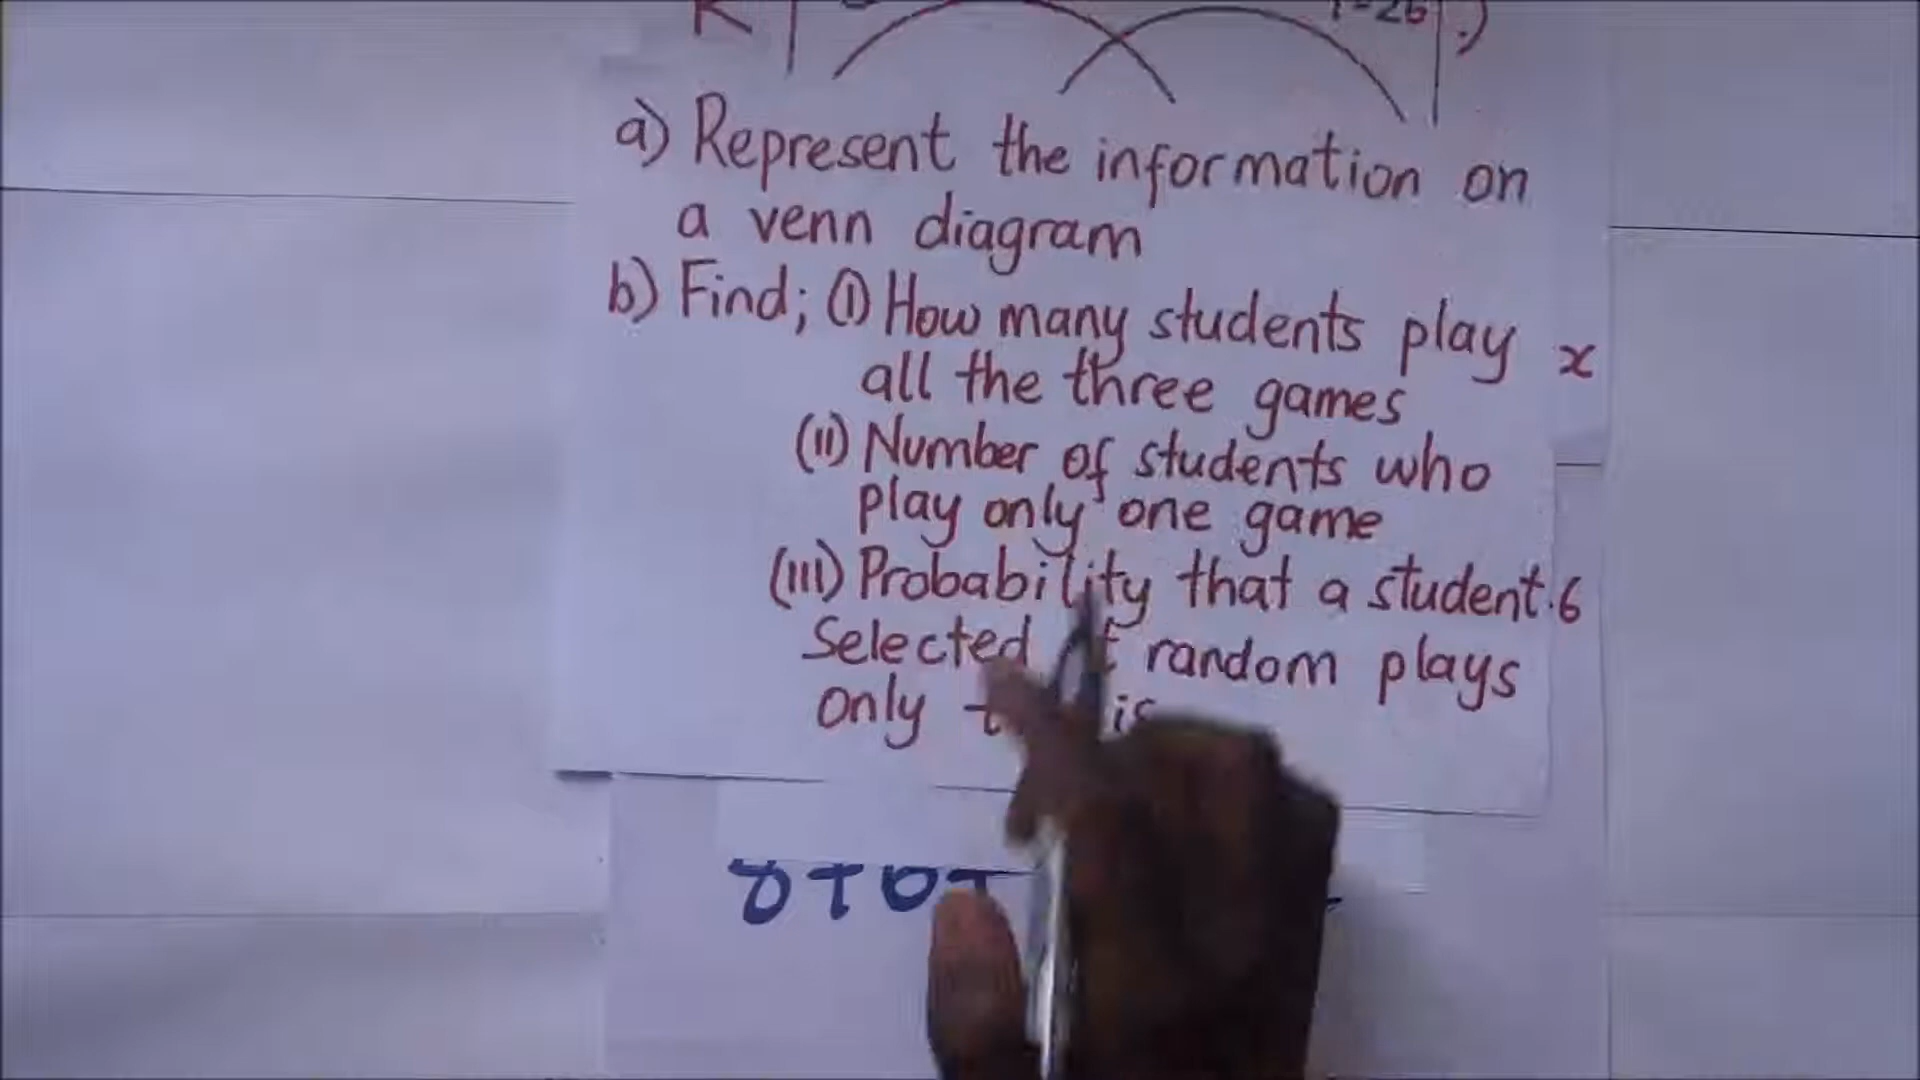 a) Represent the information on
a venn diagram
b) Find; (i) How many students play x
all the three games
(ii) Number of students who
play only one game
(iii) Probability that a student .6
Selected random plays
only